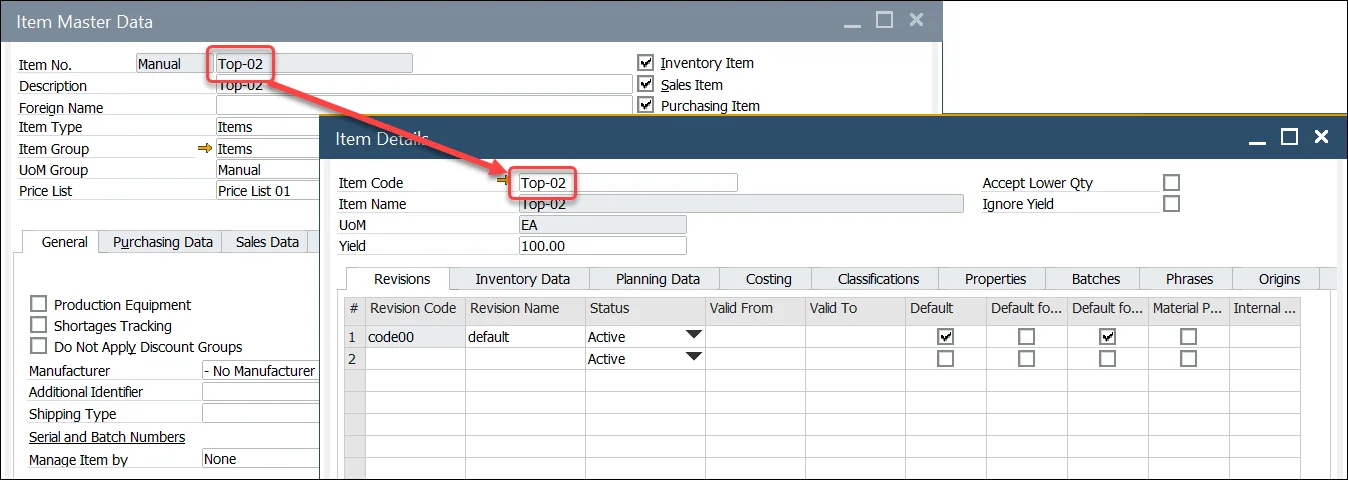 Item Master Data
Item No. Manual Top-02
Description Top-02
Foreign Name
Item Type Items
Item Group Items
UoM Group Manual
Price List Price List 01
Inventory Item
Sales Item
Purchasing Item
General Purchasing Data Sales Data
Production Equipment
Shortages Tracking
Do Not Apply Discount Groups
Manufacturer - No Manufacturer
Additional Identifier
Shipping Type
Serial and Batch Numbers
Manage Item by None
Item Details
Item Code Top-02
Item Name Top-02
UoM EA
Yield 100.00
Accept Lower Qty
Ignore Yield
Revisions Inventory Data Planning Data Costing Classifications Properties Batches Phrases Origins
# Revision Code Revision Name Status Valid From Valid To Default Default fo... Default fo... Material P... Internal ...
1 code00 default Active
2 Active